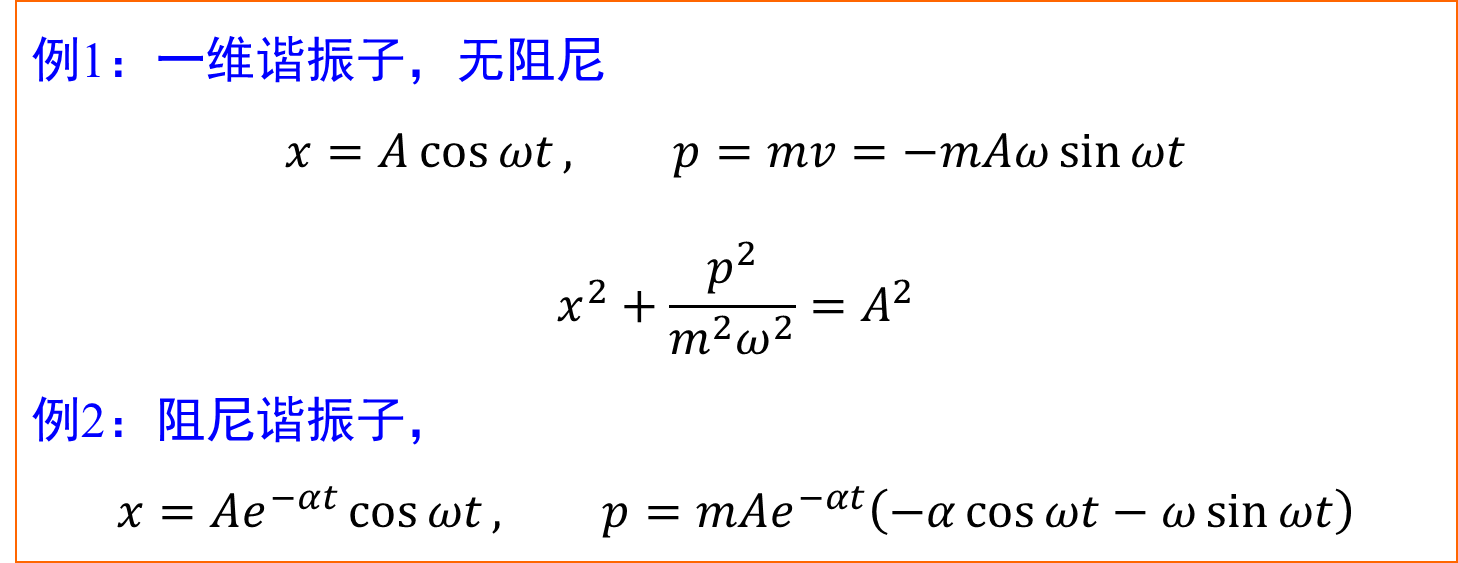 例1：一维谐振子，无阻尼
x = A cos ωt ,  p = mv = −mAω sin ωt
x² + p²/(m²ω²) = A²
例2：阻尼谐振子，
x = Ae^{−αt} cos ωt ,  p = mAe^{−αt}(−α cos ωt − ω sin ωt)